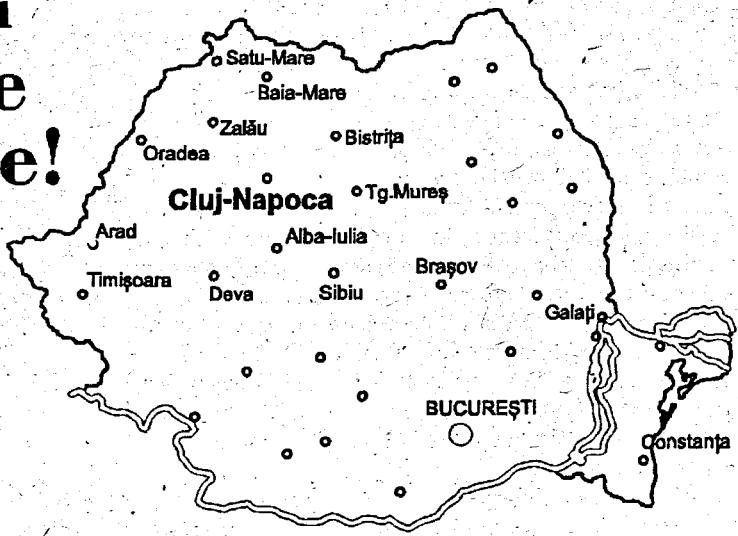 e
e!
Satu-Mare
Baia-Mare
Zalău
Bistrița
Oradea
Cluj-Napoca
Tg.Mureș
Arad
Alba-Iulia
Timișoara
Deva
Sibiu
Brașov
Galați
BUCUREȘTI
Constanța